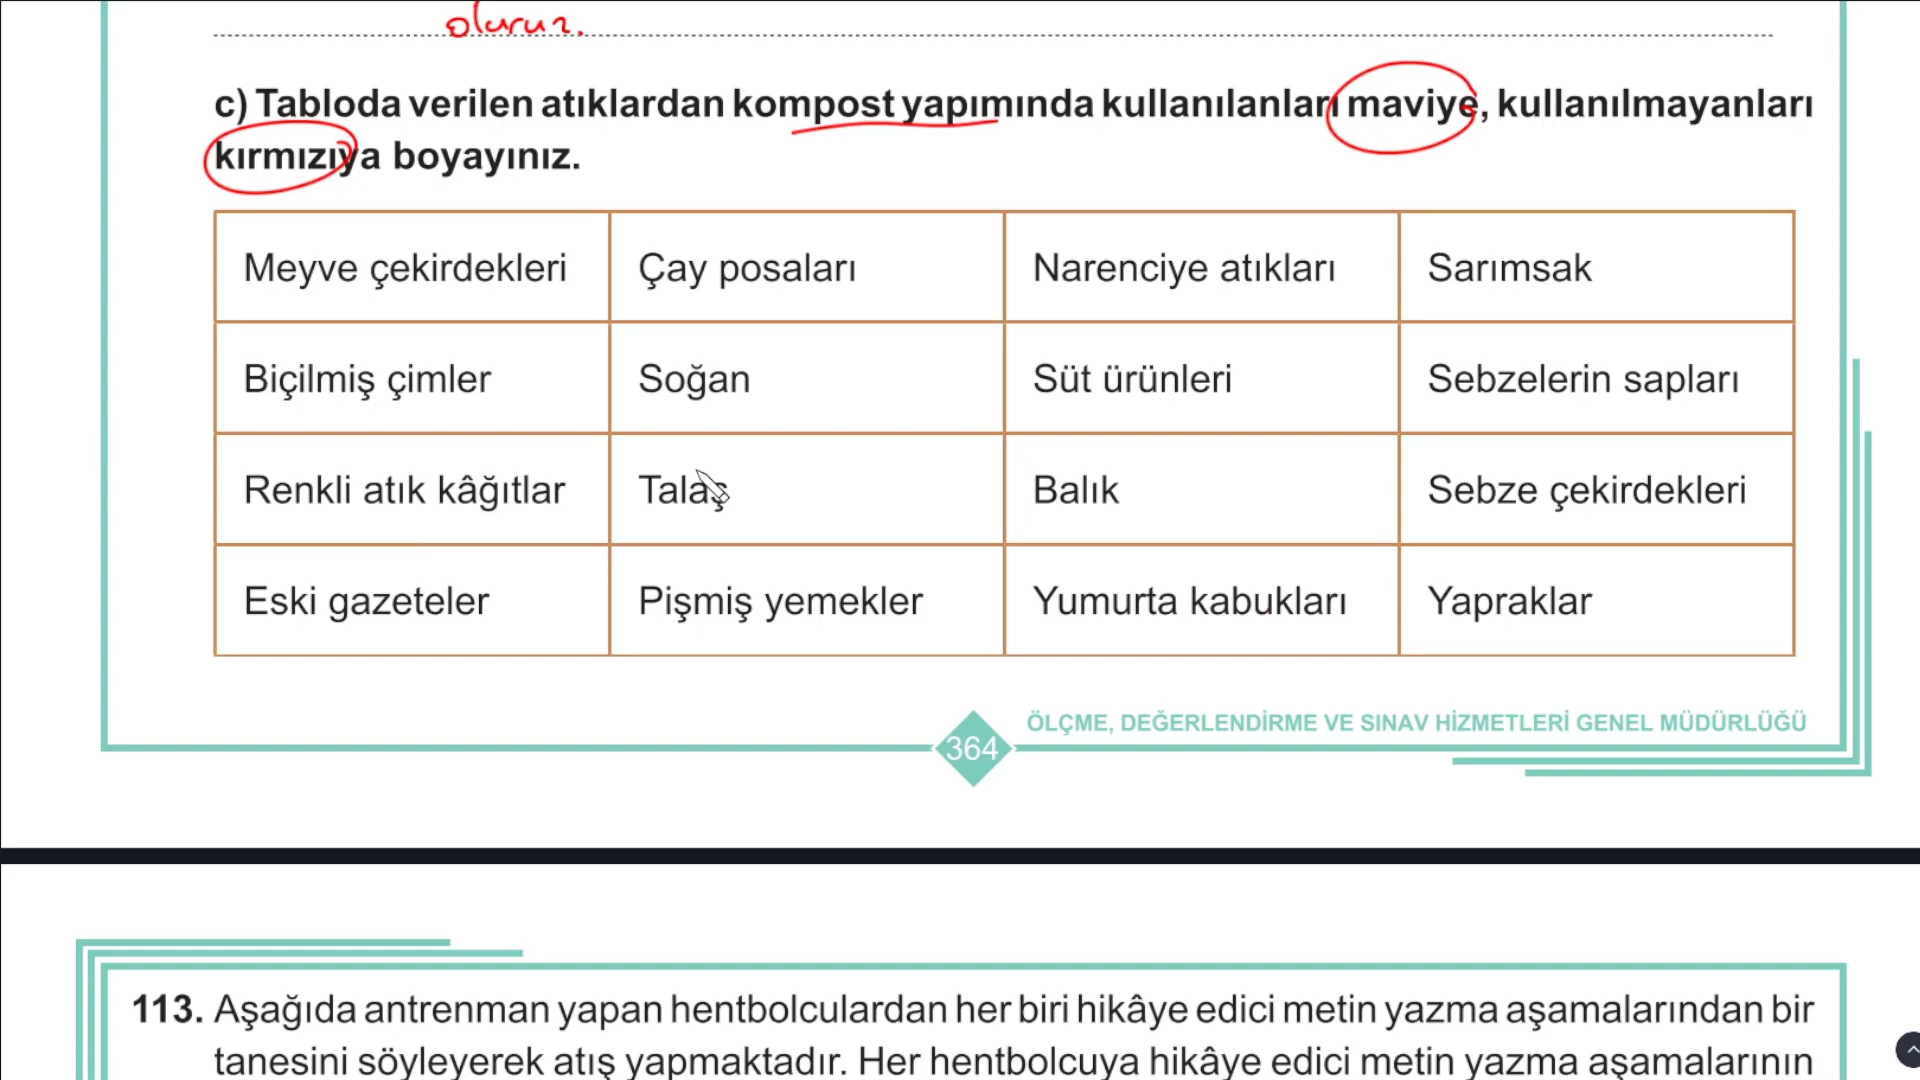 oluruz.
c) Tabloda verilen atıklardan kompost yapımında kullanılanları maviye, kullanılmayanları
kırmızıya boyayınız.
Meyve çekirdekleri Çay posaları Narenciye atıkları Sarımsak
Biçilmiş çimler Soğan Süt ürünleri Sebzelerin sapları
Renkli atık kâğıtlar Talaş Balık Sebze çekirdekleri
Eski gazeteler Pişmiş yemekler Yumurta kabukları Yapraklar
ÖLÇME, DEĞERLENDİRME VE SINAV HİZMETLERİ GENEL MÜDÜRLÜĞÜ
364
113. Aşağıda antrenman yapan hentbolculardan her biri hikâye edici metin yazma aşamalarından bir
tanesini söyleyerek atış yapmaktadır. Her hentbolcuya hikâye edici metin yazma aşamalarının